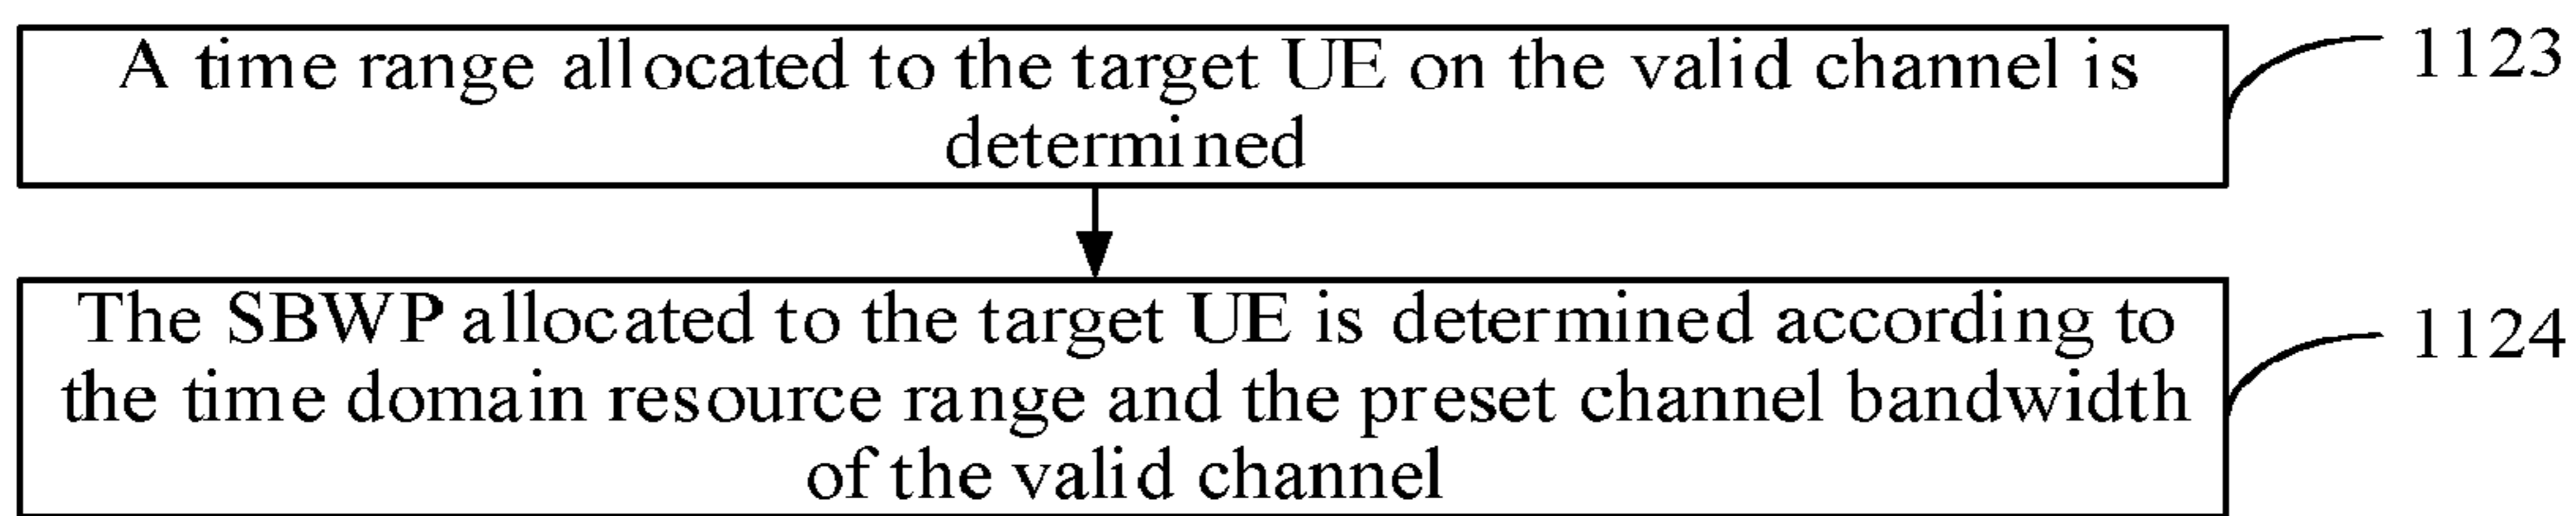 A time range allocated to the target UE on the valid channel is
determined
1123
The SBWP allocated to the target UE is determined according to
the time domain resource range and the preset channel bandwidth
of the valid channel
1124